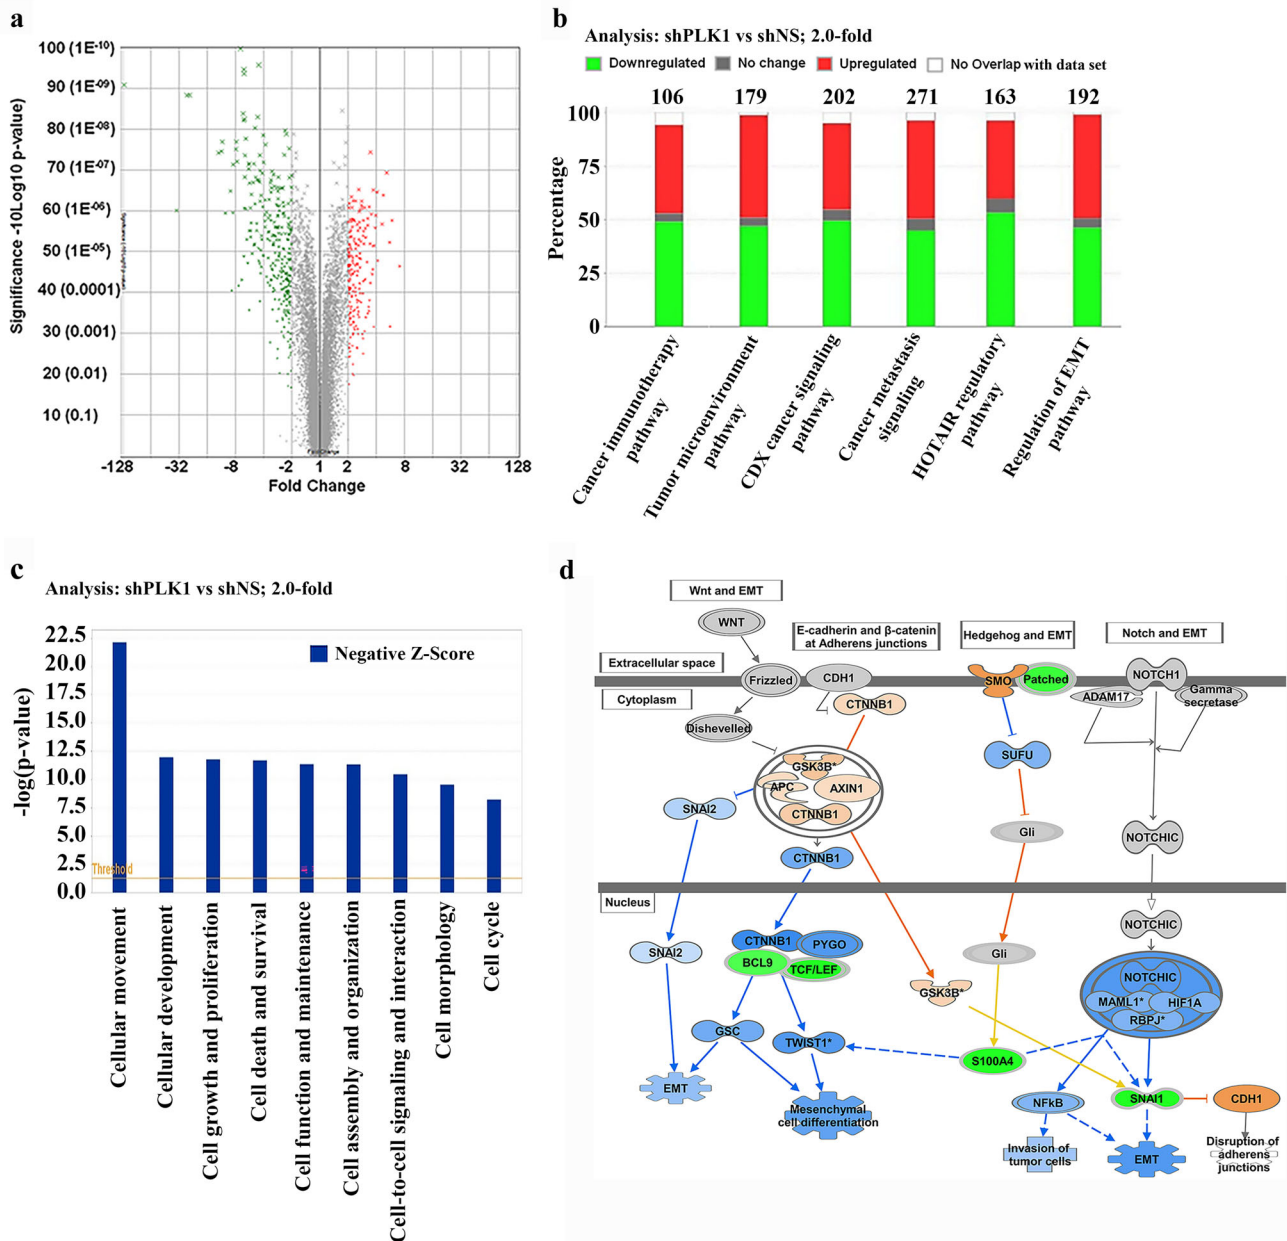 a
100 (1E-10)
90 (1E-09)
80 (1E-08)
70 (1E-07)
60 (1E-06)
50 (1E-05)
40 (0.0001)
30 (0.001)
20 (0.01)
10 (0.1)
Significance -10Log10 p-value)
Fold Change
-128 -32 -8 -2 1 2 8 32 128
Fold Change
b
Analysis: shPLK1 vs shNS; 2.0-fold
Downregulated No change Upregulated No Overlap with data set
106 179 202 271 163 192
100
75
50
25
0
Percentage
Cancer immunotherapy
pathway
Tumor microenvironment
pathway
CDX cancer signaling
pathway
Cancer metastasis
signaling
HOTAIR regulatory
pathway
Regulation of EMT
pathway
c
Analysis: shPLK1 vs shNS; 2.0-fold
Negative Z-Score
22.5
20.0
17.5
15.0
12.5
10.0
7.5
5.0
2.5
0.0
-log(p-value)
Threshold
Cellular movement
Cellular development
Cell growth and proliferation
Cell death and survival
Cell function and maintenance
Cell assembly and organization
Cell-to-cell signaling and interaction
Cell morphology
Cell cycle
d
Wnt and EMT
E-cadherin and β-catenin
at Adherens junctions
Hedgehog and EMT
Notch and EMT
WNT
Extracellular space
Cytoplasm
Frizzled
CDH1
SMO
Patched
NOTCH1
ADAM17
Gamma
secretase
CTNNB1
Dishevelled
SUFU
GSK3B*
APC
AXIN1
CTNNB1
SNAI2
Gli
NOTCHIC
CTNNB1
Nucleus
NOTCHIC
SNAI2
CTNNB1
PYGO
BCL9
TCF/LEF
Gli
GSK3B*
NOTCHIC
MAML1*
HIF1A
RBPJ*
GSC
TWIST1*
S100A4
EMT
Mesenchymal
cell differentiation
NFkB
SNAI1
CDH1
Invasion of
tumor cells
EMT
Disruption of
adherens
junctions